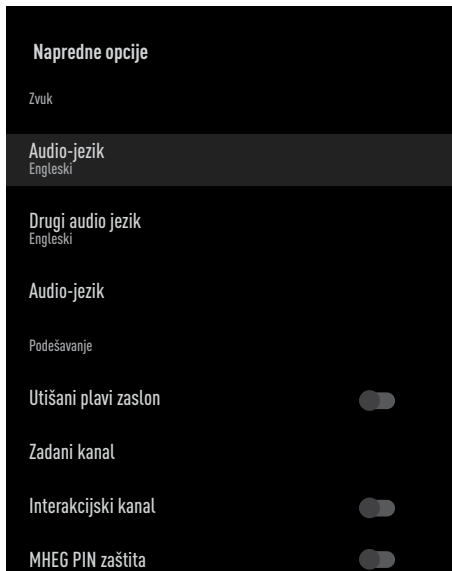 Napredne opcije
Zvuk
Audio-jezik
Engleski
Drugi audio jezik
Engleski
Audio-jezik
Podešavanje
Utišani plavi zaslon
Zadani kanal
Interakcijski kanal
MHEG PIN zaštita